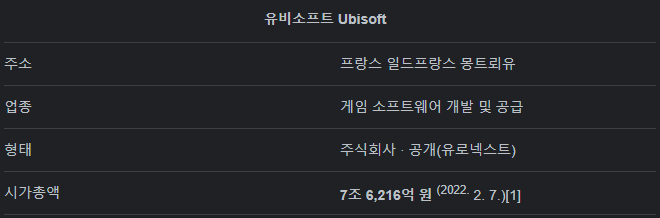 유비소프트 Ubisoft
주소 프랑스 일드프랑스 몽트뢰유
업종 게임 소프트웨어 개발 및 공급
형태 주식회사 · 공개(유로넥스트)
시가총액 7조 6,216억 원 (2022. 2. 7.)[1]